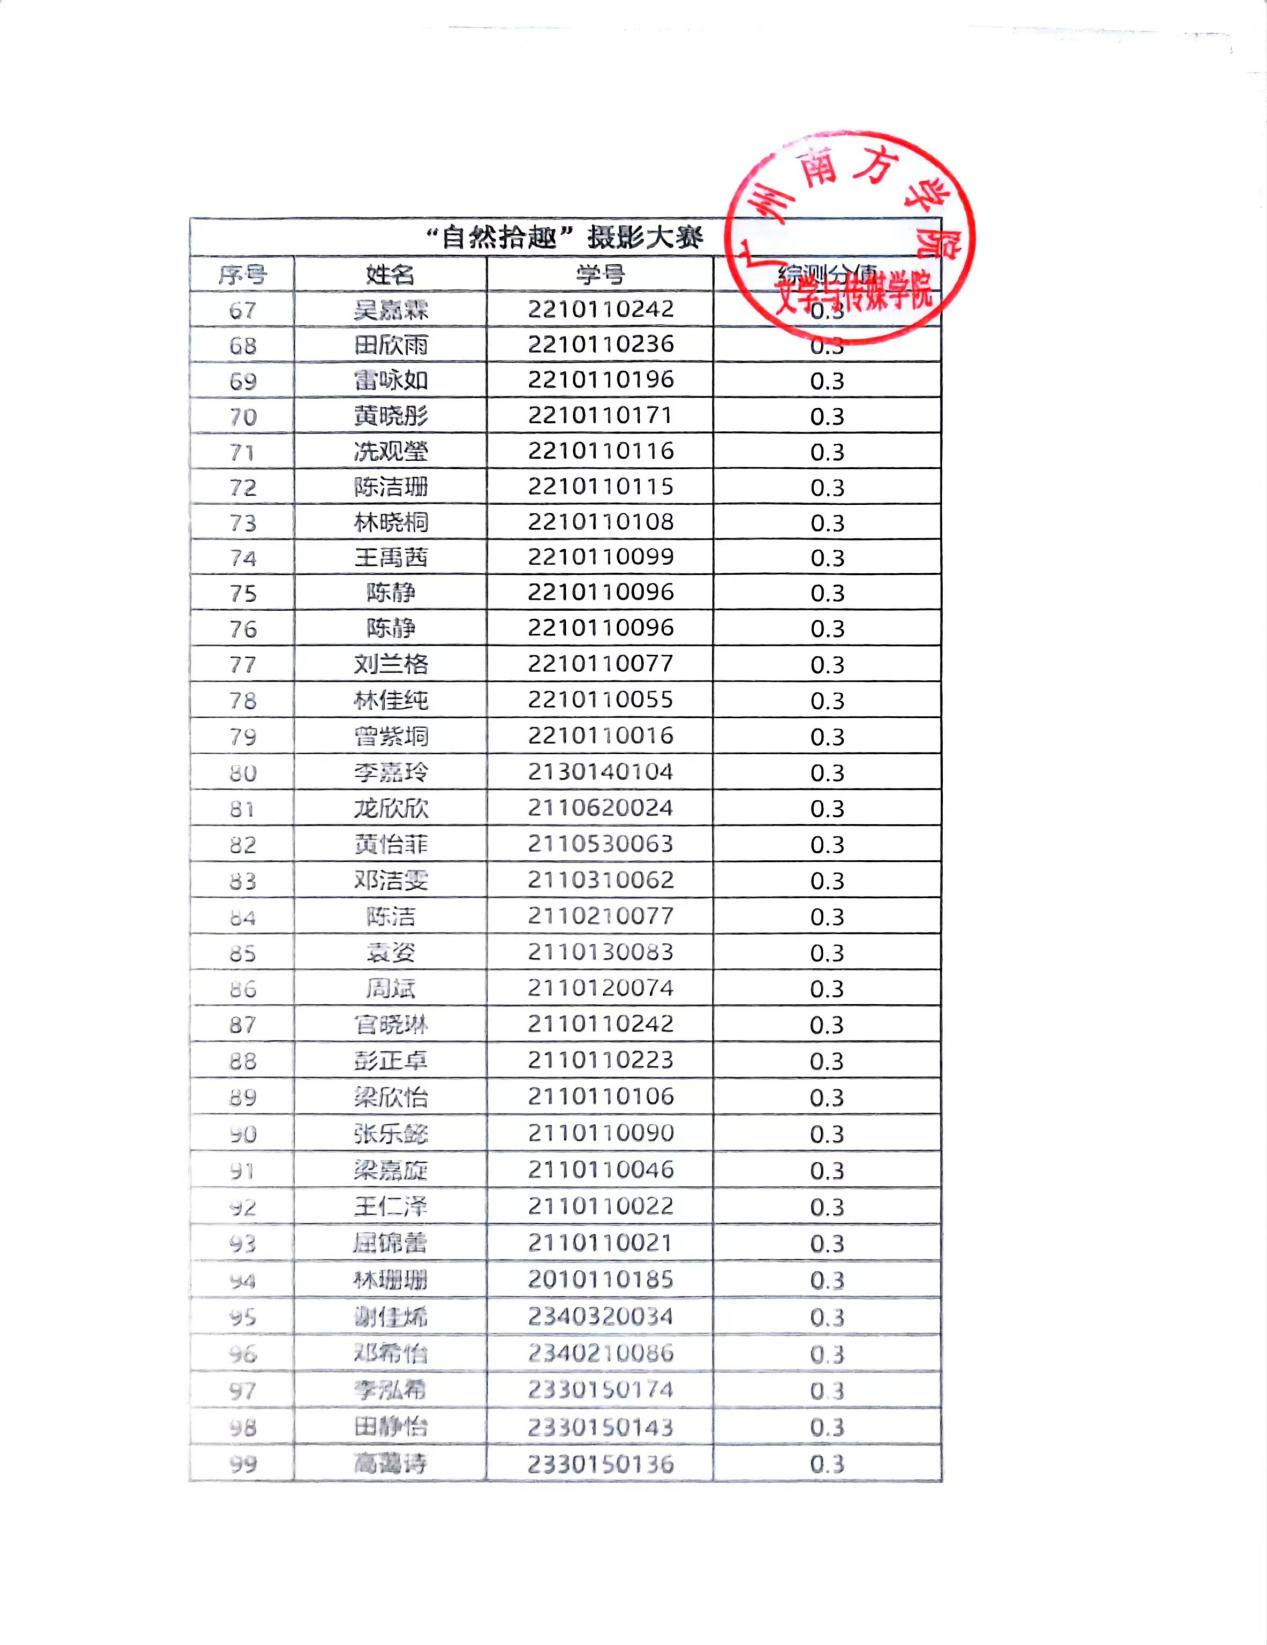 广州南方学院
文学与传媒学院
“自然拾趣”摄影大赛
序号 姓名 学号 综测分值
67 吴嘉霖 2210110242 0.3
68 田欣雨 2210110236 0.3
69 雷咏如 2210110196 0.3
70 黄晓彤 2210110171 0.3
71 冼观瑩 2210110116 0.3
72 陈洁珊 2210110115 0.3
73 林晓桐 2210110108 0.3
74 王禹茜 2210110099 0.3
75 陈静 2210110096 0.3
76 陈静 2210110096 0.3
77 刘兰格 2210110077 0.3
78 林佳纯 2210110055 0.3
79 曾紫垌 2210110016 0.3
80 李嘉玲 2130140104 0.3
81 龙欣欣 2110620024 0.3
82 黄怡菲 2110530063 0.3
83 邓洁雯 2110310062 0.3
84 陈洁 2110210077 0.3
85 袁姿 2110130083 0.3
86 周斌 2110120074 0.3
87 官晓琳 2110110242 0.3
88 彭正卓 2110110223 0.3
89 梁欣怡 2110110106 0.3
90 张乐懿 2110110090 0.3
91 梁嘉旋 2110110046 0.3
92 王仁泽 2110110022 0.3
93 屈锦蕾 2110110021 0.3
94 林珊珊 2010110185 0.3
95 谢佳烯 2340320034 0.3
96 邓希怡 2340210086 0.3
97 李泓希 2330150174 0.3
98 田静怡 2330150143 0.3
99 高蔼诗 2330150136 0.3